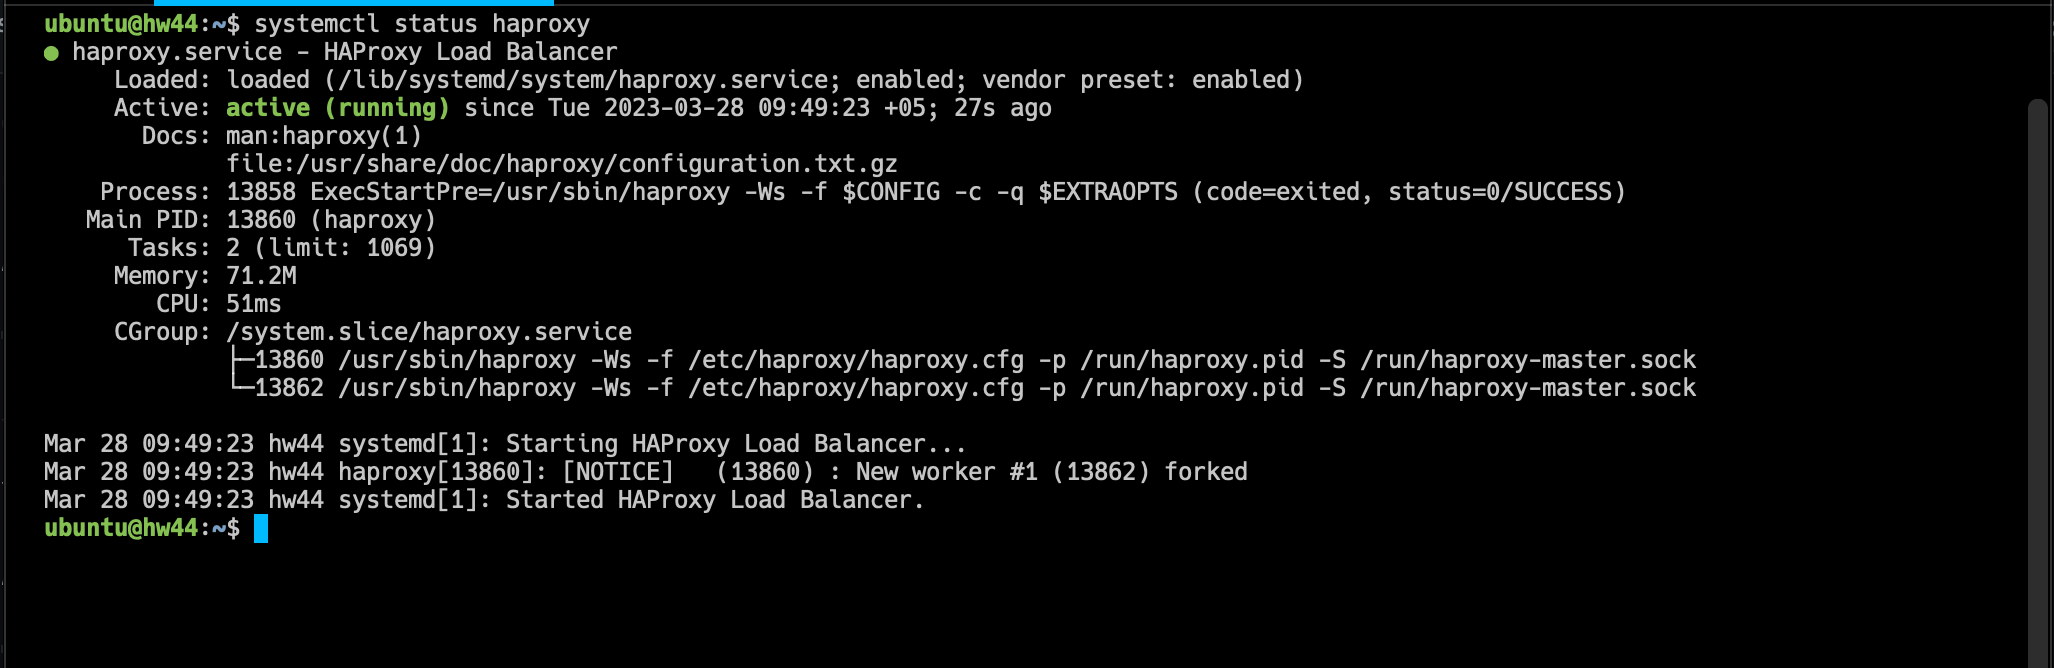 ubuntu@hw44:~$ systemctl status haproxy
● haproxy.service - HAProxy Load Balancer
     Loaded: loaded (/lib/systemd/system/haproxy.service; enabled; vendor preset: enabled)
     Active: active (running) since Tue 2023-03-28 09:49:23 +05; 27s ago
       Docs: man:haproxy(1)
             file:/usr/share/doc/haproxy/configuration.txt.gz
    Process: 13858 ExecStartPre=/usr/sbin/haproxy -Ws -f $CONFIG -c -q $EXTRAOPTS (code=exited, status=0/SUCCESS)
   Main PID: 13860 (haproxy)
      Tasks: 2 (limit: 1069)
     Memory: 71.2M
        CPU: 51ms
     CGroup: /system.slice/haproxy.service
             ├─13860 /usr/sbin/haproxy -Ws -f /etc/haproxy/haproxy.cfg -p /run/haproxy.pid -S /run/haproxy-master.sock
             └─13862 /usr/sbin/haproxy -Ws -f /etc/haproxy/haproxy.cfg -p /run/haproxy.pid -S /run/haproxy-master.sock

Mar 28 09:49:23 hw44 systemd[1]: Starting HAProxy Load Balancer...
Mar 28 09:49:23 hw44 haproxy[13860]: [NOTICE]   (13860) : New worker #1 (13862) forked
Mar 28 09:49:23 hw44 systemd[1]: Started HAProxy Load Balancer.
ubuntu@hw44:~$